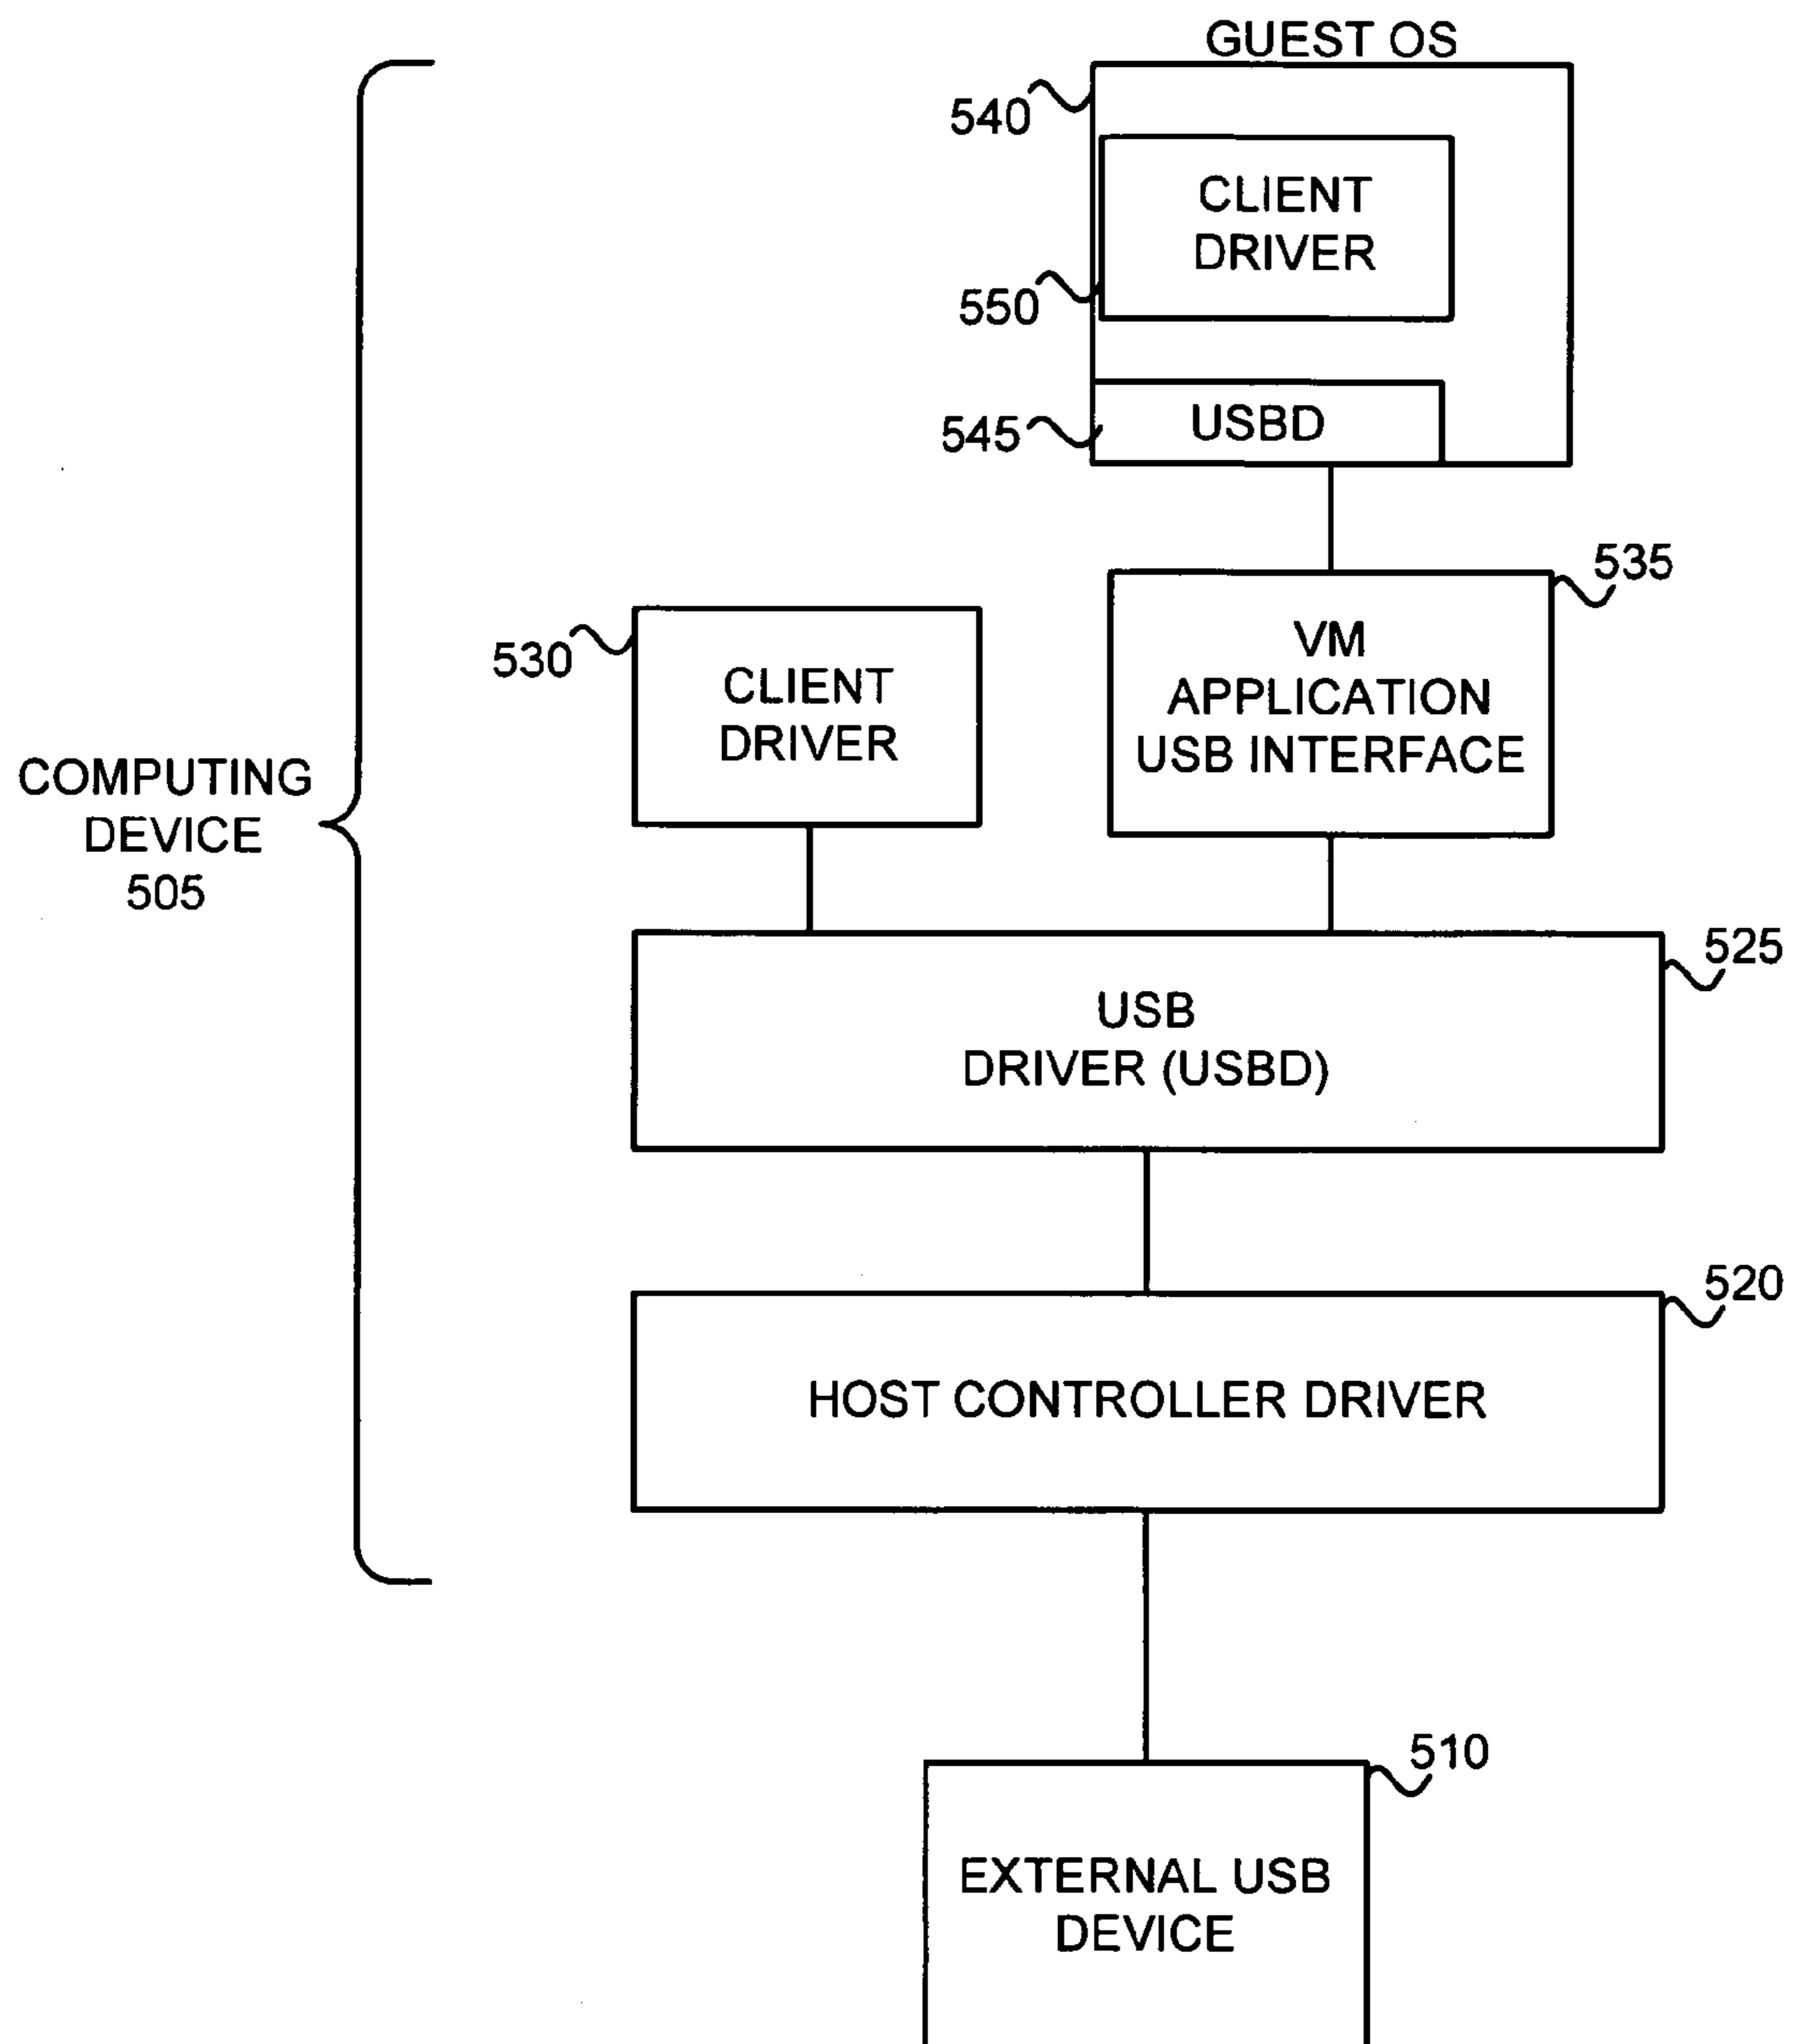 GUEST OS
540
CLIENT
DRIVER
550
545
USBD
535
530
CLIENT
DRIVER
VM
APPLICATION
USB INTERFACE
COMPUTING
DEVICE
505
525
USB
DRIVER (USBD)
520
HOST CONTROLLER DRIVER
510
EXTERNAL USB
DEVICE